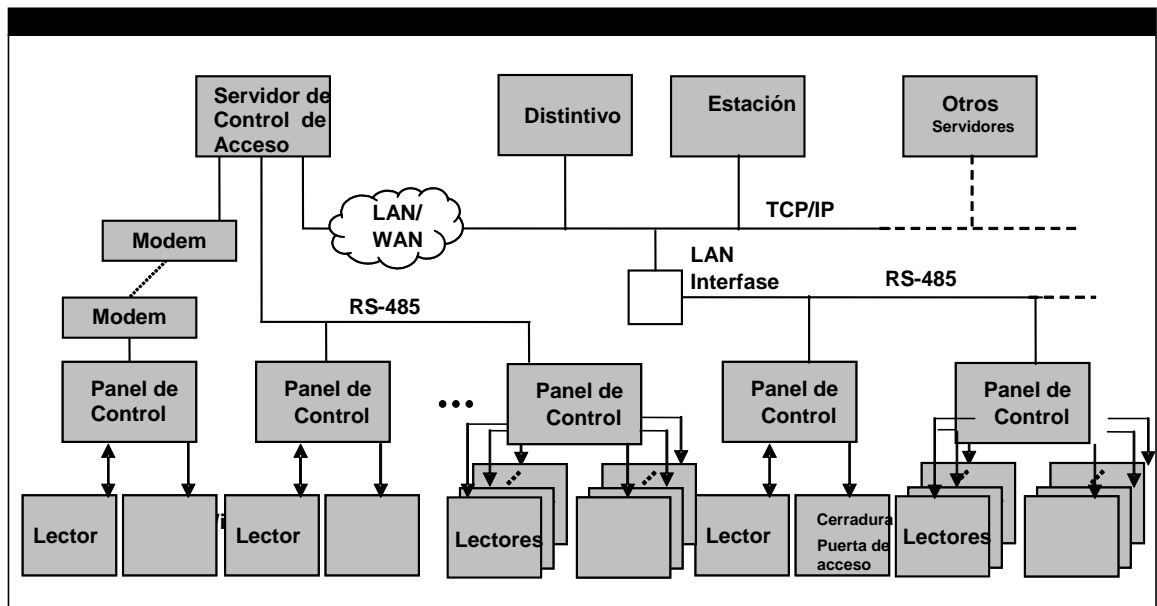 Servidor de
Control de
Acceso
Distintivo
Estación
Otros
Servidores
LAN/
WAN
TCP/IP
Modem
LAN
Interfase
RS-485
RS-485
Modem
Panel de
Control
Panel de
Control
Panel de
Control
Panel de
Control
Panel de
Control
Lector
Lector
Lectores
Lector
Cerradura
Puerta de
acceso
Lectores